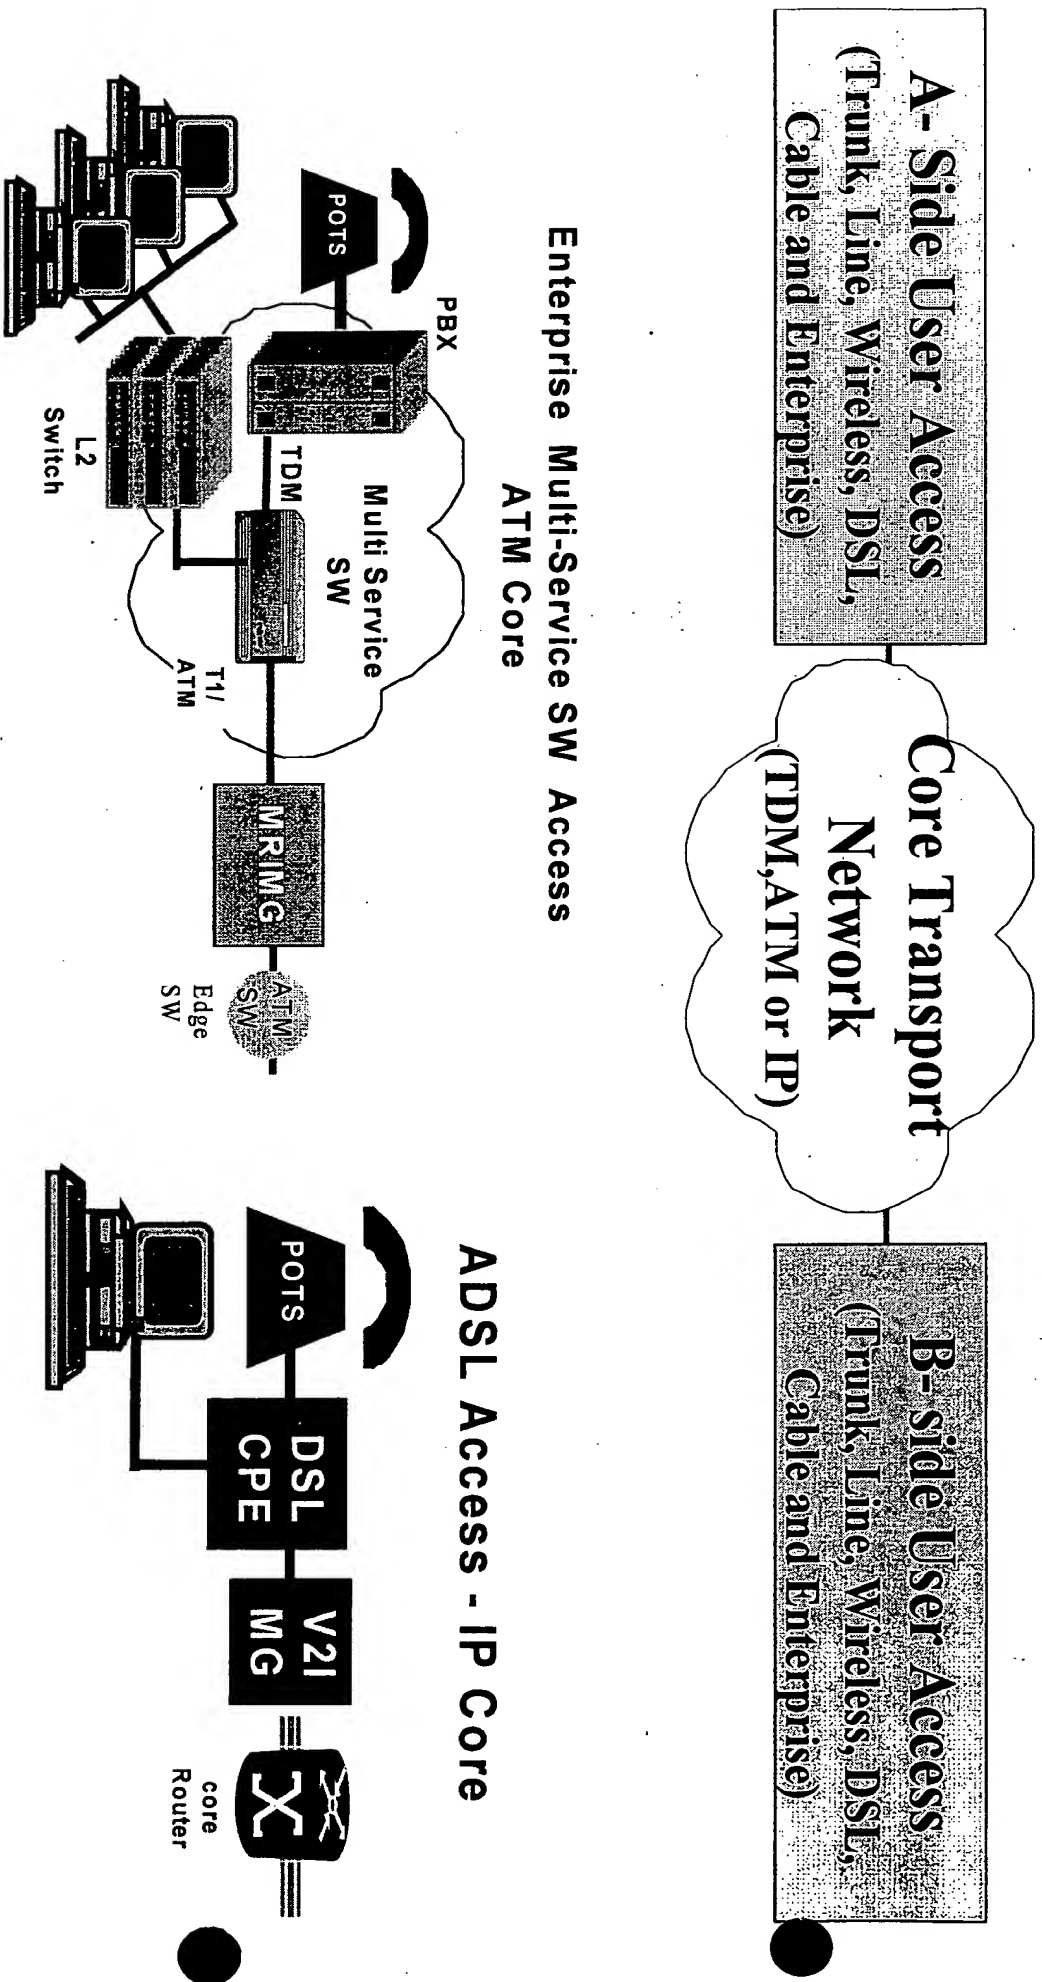 A- Side User Access
(Trunk, Line, Wireless, DSL,
Cable and Enterprise)
Core Transport
Network
(TDM,ATM or IP)
B- side User Access
(Trunk, Line, Wireless, DSL,
Cable and Enterprise)
Enterprise Multi-Service SW Access
ATM Core
PBX
POTS
TDM
Multi Service
SW
L2
Switch
T1/
ATM
MRIMG
ATM
SW
Edge
SW
ADSL Access - IP Core
POTS
DSL
CPE
V2I
MG
core
Router